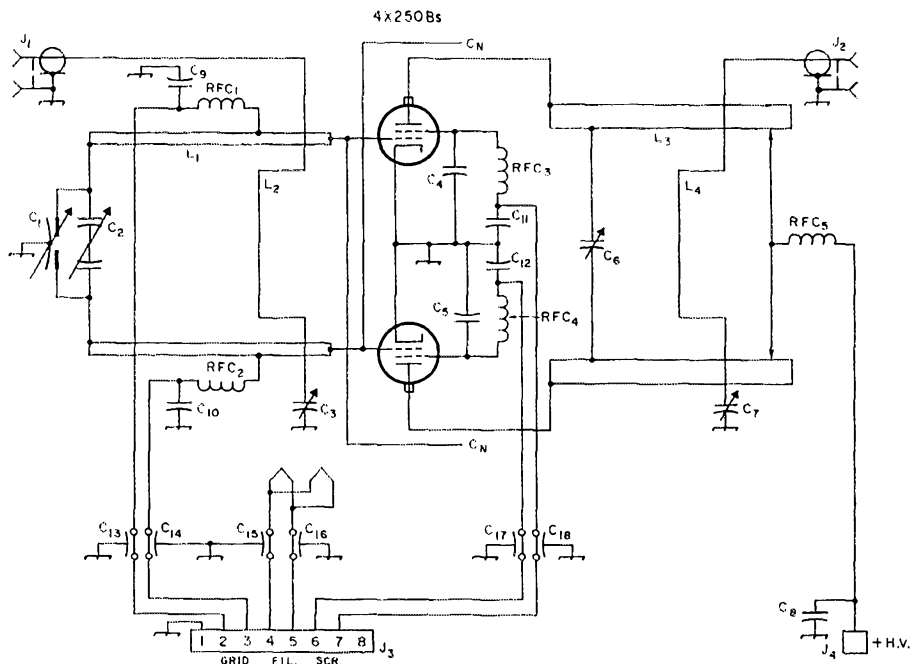 4X250Bs
J1
CN
J2
C9
RFC1
L1
L2
L3
L4
C4
RFC3
C1
C2
C11
C6
RFC5
C12
C5
RFC4
RFC2
C10
C3
C7
CN
C13
C14
C15
C16
C17
C18
C8
1 2 3 4 5 6 7 8
J3
J4
+H.V.
GRID FIL. SCR